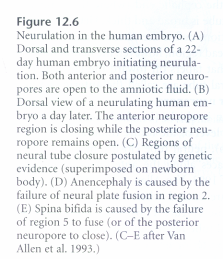 Figure 12.6
Neurulation in the human embryo. (A)
Dorsal and transverse sections of a 22-
day human embryo initiating neurula-
tion. Both anterior and posterior neuro-
pores are open to the amniotic fluid. (B)
Dorsal view of a neurulating human em-
bryo a day later. The anterior neuropore
region is closing while the posterior neu-
ropore remains open. (C) Regions of
neural tube closure postulated by genetic
evidence (superimposed on newborn
body). (D) Anencephaly is caused by the
failure of neural plate fusion in region 2.
(E) Spina bifida is caused by the failure
of region 5 to fuse (or of the posterior
neuropore to close). (C–E after Van
Allen et al. 1993.)